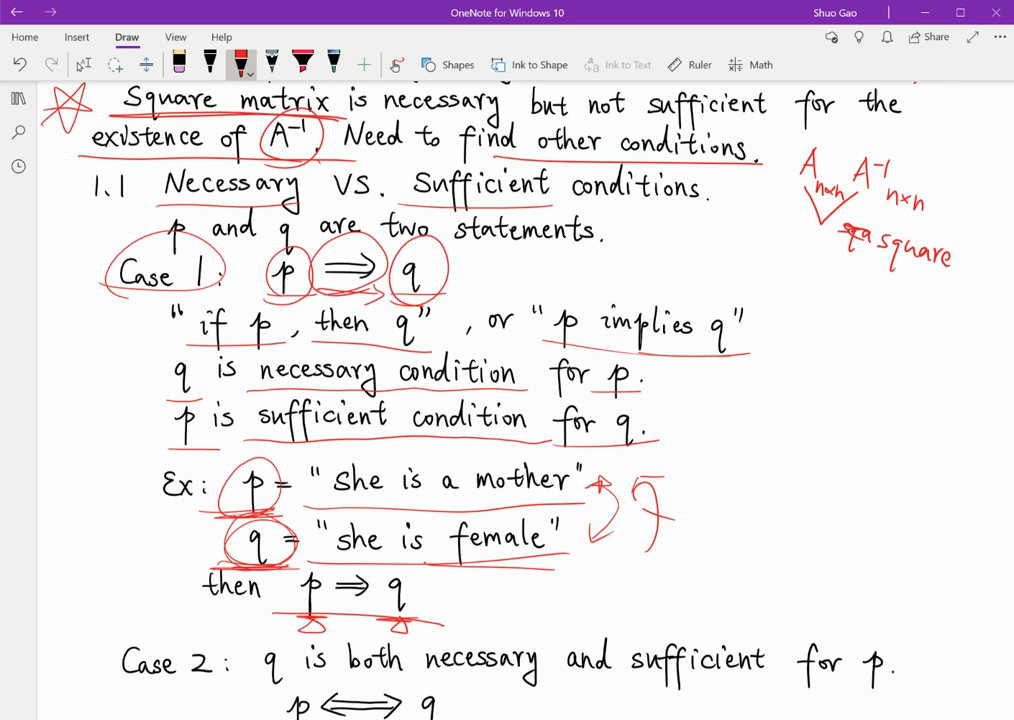 OneNote for Windows 10
Shuo Gao
Home Insert Draw View Help
Share
Shapes
Ink to Shape
Ink to Text
Ruler
Math
Square matrix is necessary but not sufficient for the
existence of A⁻¹. Need to find other conditions.
A n×n A⁻¹ n×n
square
1.1 Necessary VS. Sufficient conditions.
p and q are two statements.
Case 1: p ⟹ q
"if p, then q", or "p implies q"
q is necessary condition for p.
p is sufficient condition for q.
Ex: p = "she is a mother"
q = "she is female"
then p ⟹ q
Case 2: q is both necessary and sufficient for p.
p ⟺ q